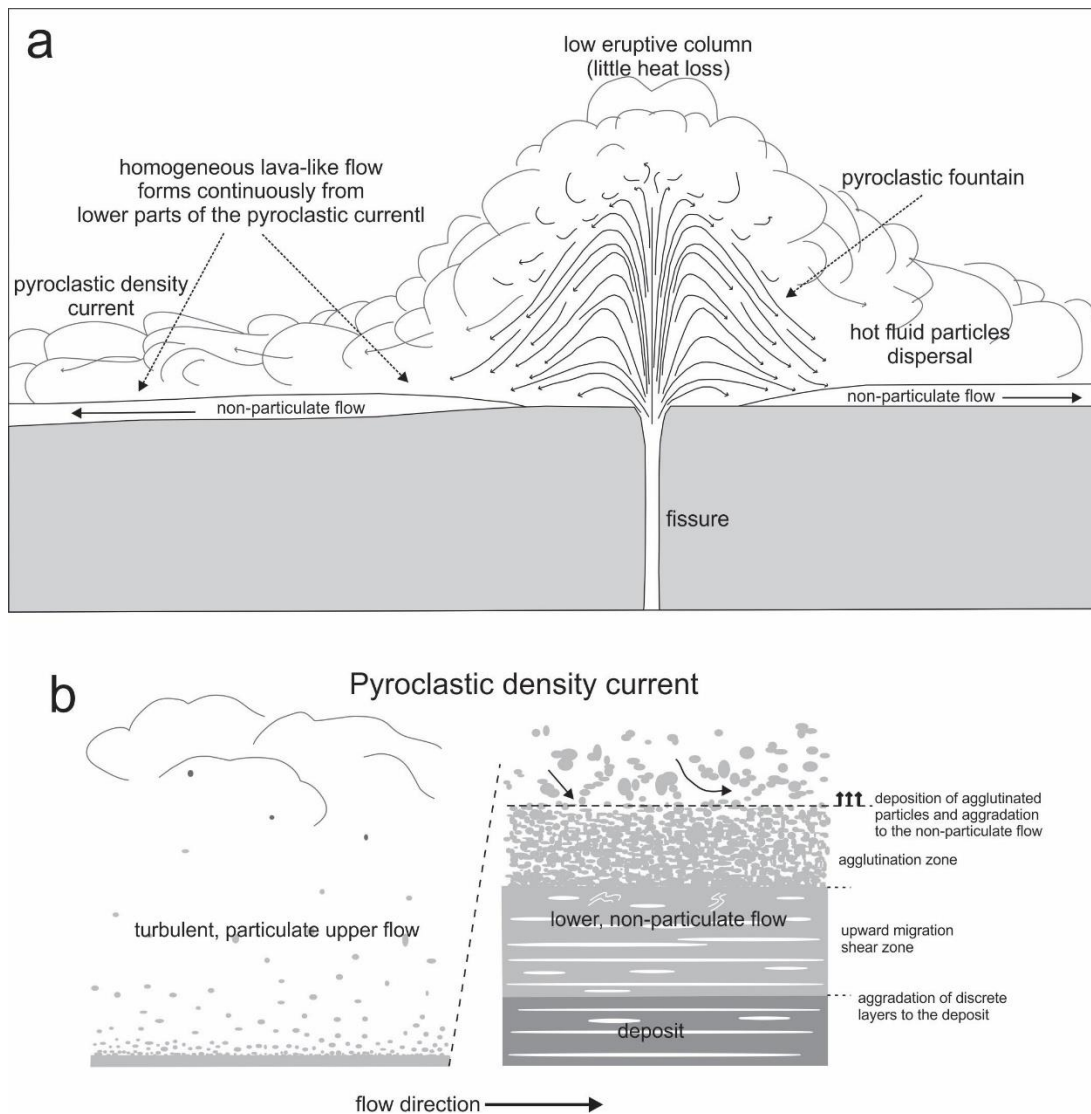 a
low eruptive column
(little heat loss)
homogeneous lava-like flow
forms continuously from
lower parts of the pyroclastic currentl
pyroclastic fountain
pyroclastic density
current
hot fluid particles
dispersal
non-particulate flow
non-particulate flow
fissure
b
Pyroclastic density current
deposition of agglutinated
particles and aggradation
to the non-particulate flow
agglutination zone
turbulent, particulate upper flow
lower, non-particulate flow
upward migration
shear zone
aggradation of discrete
layers to the deposit
deposit
flow direction